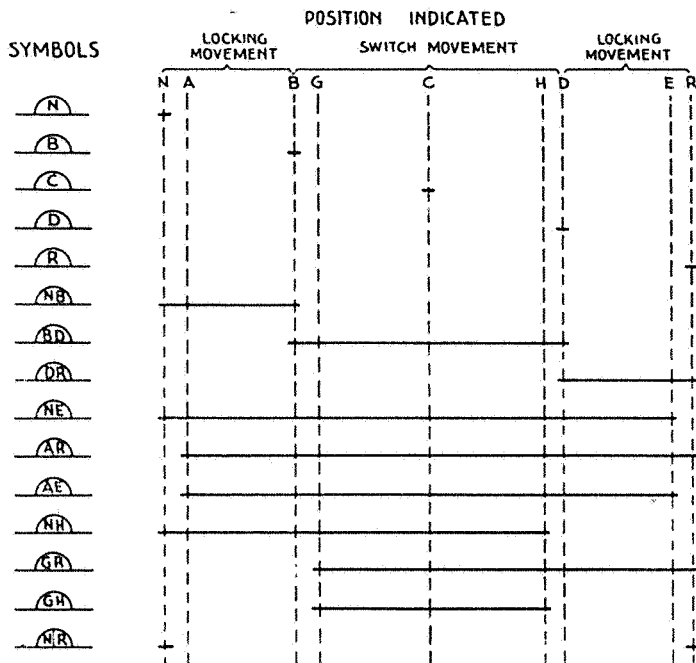 POSITION INDICATED
SYMBOLS
LOCKING MOVEMENT
SWITCH MOVEMENT
LOCKING MOVEMENT
N A B G C H D E R
N
B
C
D
R
NB
BD
DR
NE
AR
AE
NH
GR
GH
NR